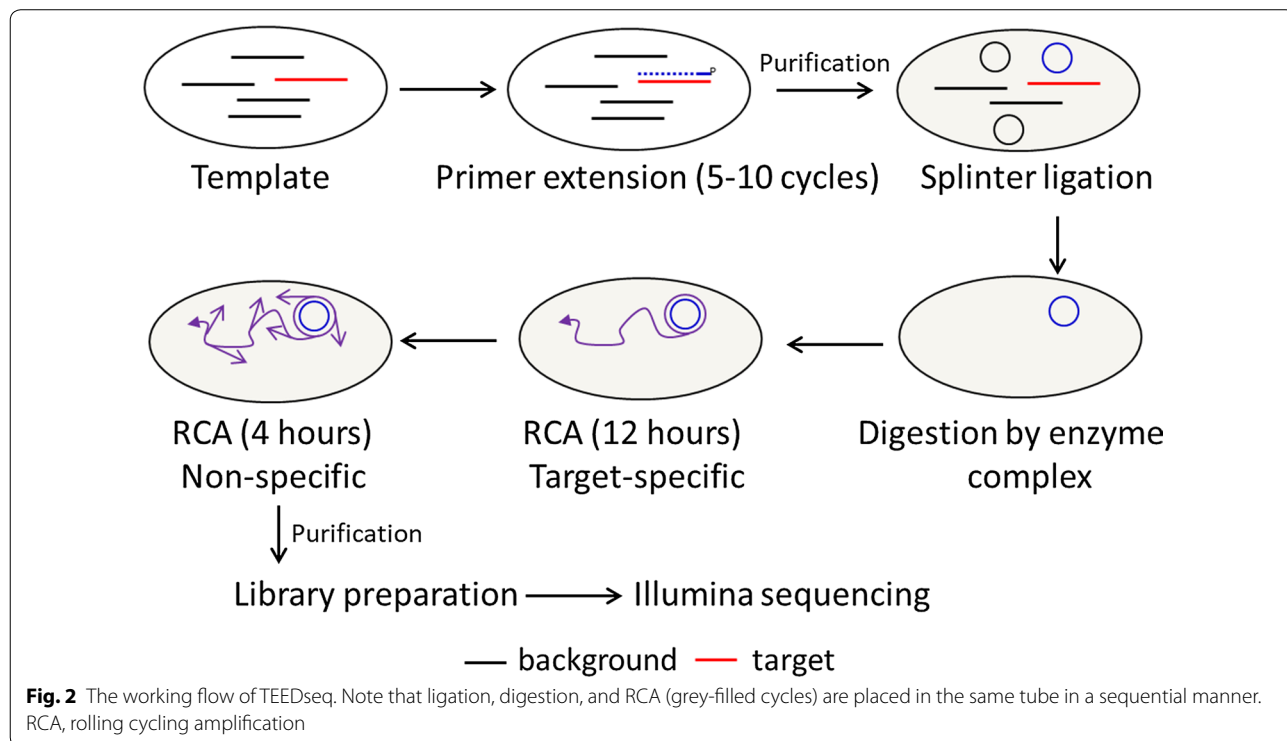 P
Purification
Template
Primer extension (5-10 cycles)
Splinter ligation
RCA (4 hours)
Non-specific
RCA (12 hours)
Target-specific
Digestion by enzyme
complex
Purification
Library preparation
Illumina sequencing
background
target
Fig. 2 The working flow of TEEDseq. Note that ligation, digestion, and RCA (grey-filled cycles) are placed in the same tube in a sequential manner.
RCA, rolling cycling amplification